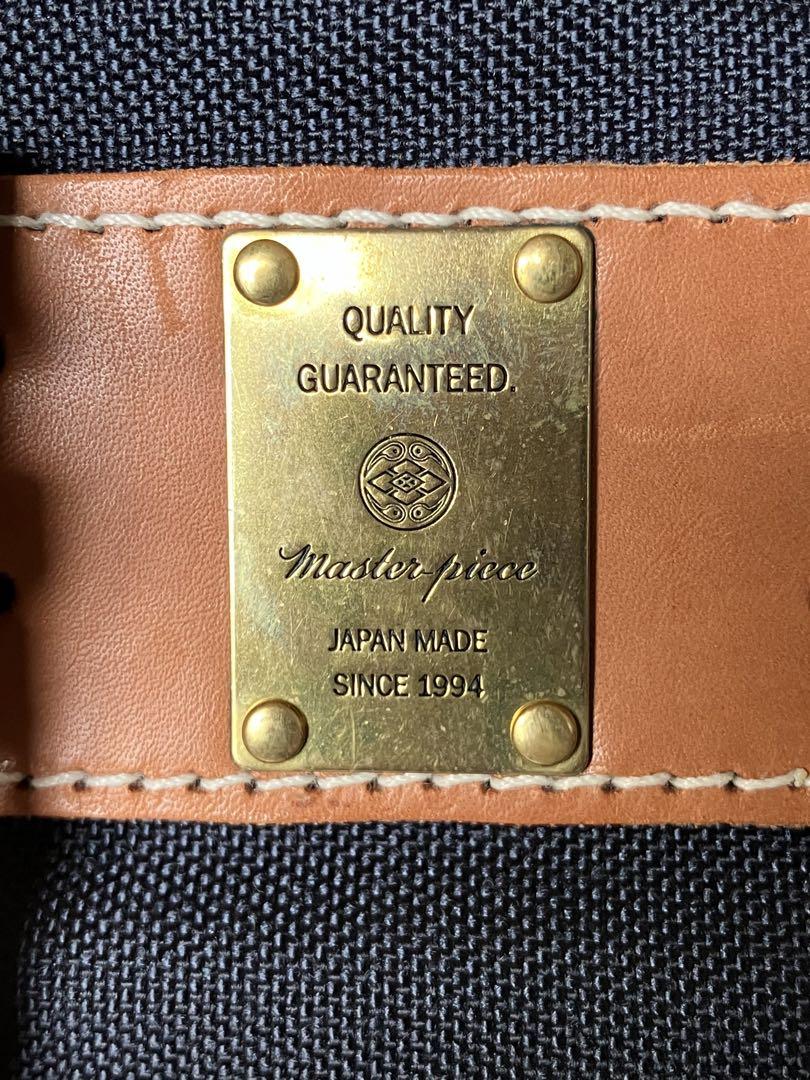 QUALITY
GUARANTEED.
Master-piece
JAPAN MADE
SINCE 1994